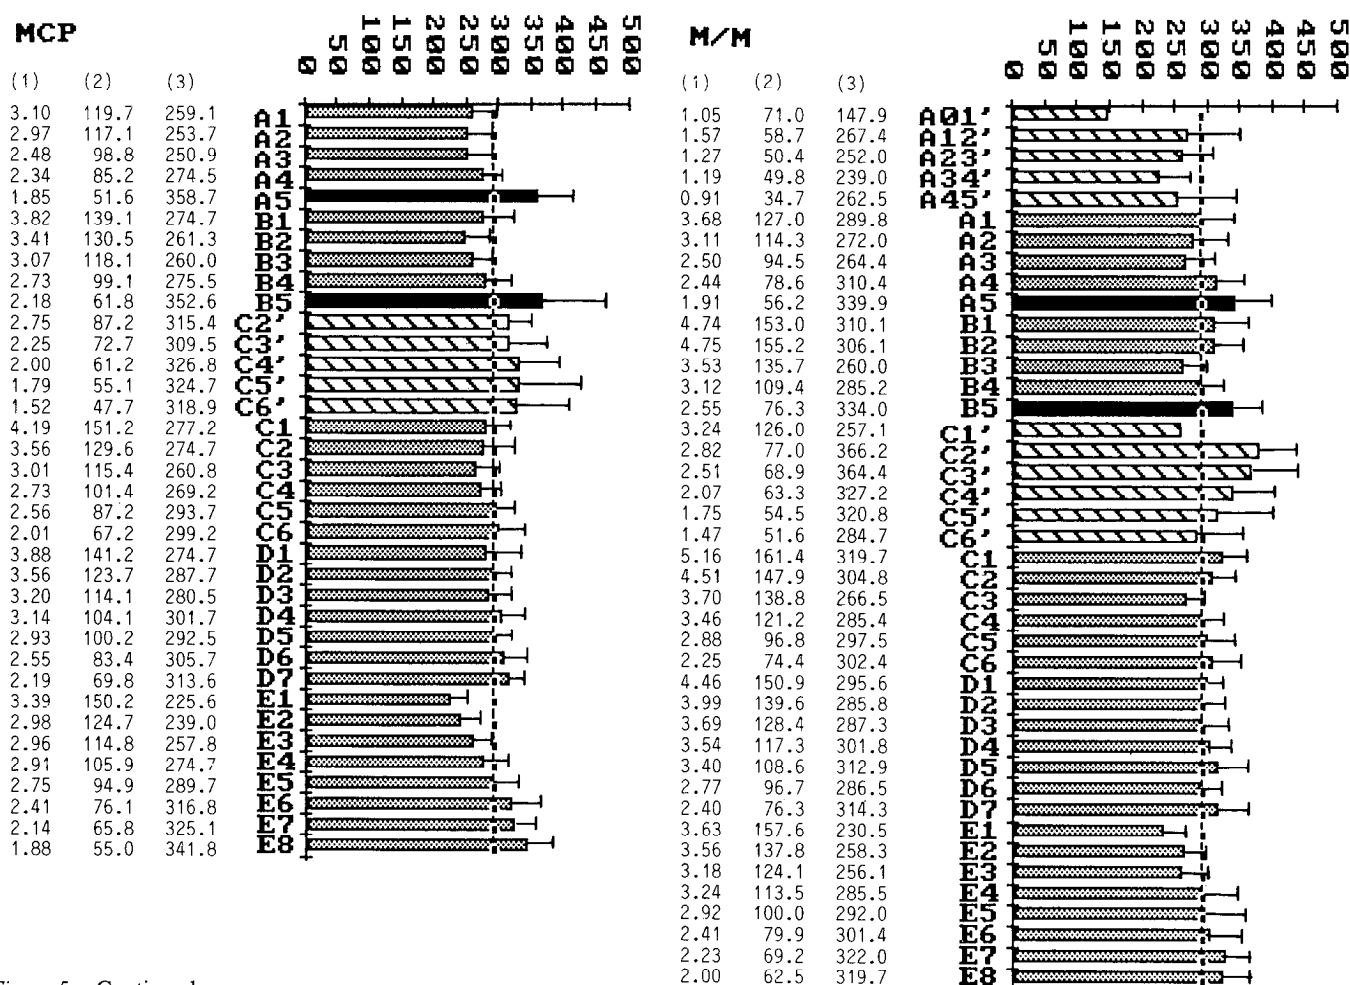 MCP
0 50 100 150 200 250 300 350 400 450 500
(1) (2) (3)
3.10 119.7 259.1 A1
2.97 117.1 253.7 A2
2.48 98.8 250.9 A3
2.34 85.2 274.5 A4
1.85 51.6 358.7 A5
3.82 139.1 274.7 B1
3.41 130.5 261.3 B2
3.07 118.1 260.0 B3
2.73 99.1 275.5 B4
2.18 61.8 352.6 B5
2.75 87.2 315.4 C2'
2.25 72.7 309.5 C3'
2.00 61.2 326.8 C4'
1.79 55.1 324.7 C5'
1.52 47.7 318.9 C6'
4.19 151.2 277.2 C1
3.56 129.6 274.7 C2
3.01 115.4 260.8 C3
2.73 101.4 269.2 C4
2.56 87.2 293.7 C5
2.01 67.2 299.2 C6
3.88 141.2 274.7 D1
3.56 123.7 287.7 D2
3.20 114.1 280.5 D3
3.14 104.1 301.7 D4
2.93 100.2 292.5 D5
2.55 83.4 305.7 D6
2.19 69.8 313.6 D7
3.39 150.2 225.6 E1
2.98 124.7 239.0 E2
2.96 114.8 257.8 E3
2.91 105.9 274.7 E4
2.75 94.9 289.7 E5
2.41 76.1 316.8 E6
2.14 65.8 325.1 E7
1.88 55.0 341.8 E8
M/M
0 50 100 150 200 250 300 350 400 450 500
(1) (2) (3)
1.05 71.0 147.9 A01'
1.57 58.7 267.4 A12'
1.27 50.4 252.0 A23'
1.19 49.8 239.0 A34'
0.91 34.7 262.5 A45'
3.68 127.0 289.8 A1
3.11 114.3 272.0 A2
2.50 94.5 264.4 A3
2.44 78.6 310.4 A4
1.91 56.2 339.9 A5
4.74 153.0 310.1 B1
4.75 155.2 306.1 B2
3.53 135.7 260.0 B3
3.12 109.4 285.2 B4
2.55 76.3 334.0 B5
3.24 126.0 257.1 C1'
2.82 77.0 366.2 C2'
2.51 68.9 364.4 C3'
2.07 63.3 327.2 C4'
1.75 54.5 320.8 C5'
1.47 51.6 284.7 C6'
5.16 161.4 319.7 C1
4.51 147.9 304.8 C2
3.70 138.8 266.5 C3
3.46 121.2 285.4 C4
2.88 96.8 297.5 C5
2.25 74.4 302.4 C6
4.46 150.9 295.6 D1
3.99 139.6 285.8 D2
3.69 128.4 287.3 D3
3.54 117.3 301.8 D4
3.40 108.6 312.9 D5
2.77 96.7 286.5 D6
2.40 76.3 314.3 D7
3.63 157.6 230.5 E1
3.56 137.8 258.3 E2
3.18 124.1 256.1 E3
3.24 113.5 285.5 E4
2.92 100.0 292.0 E5
2.41 79.9 301.4 E6
2.23 69.2 322.0 E7
2.00 62.5 319.7 E8